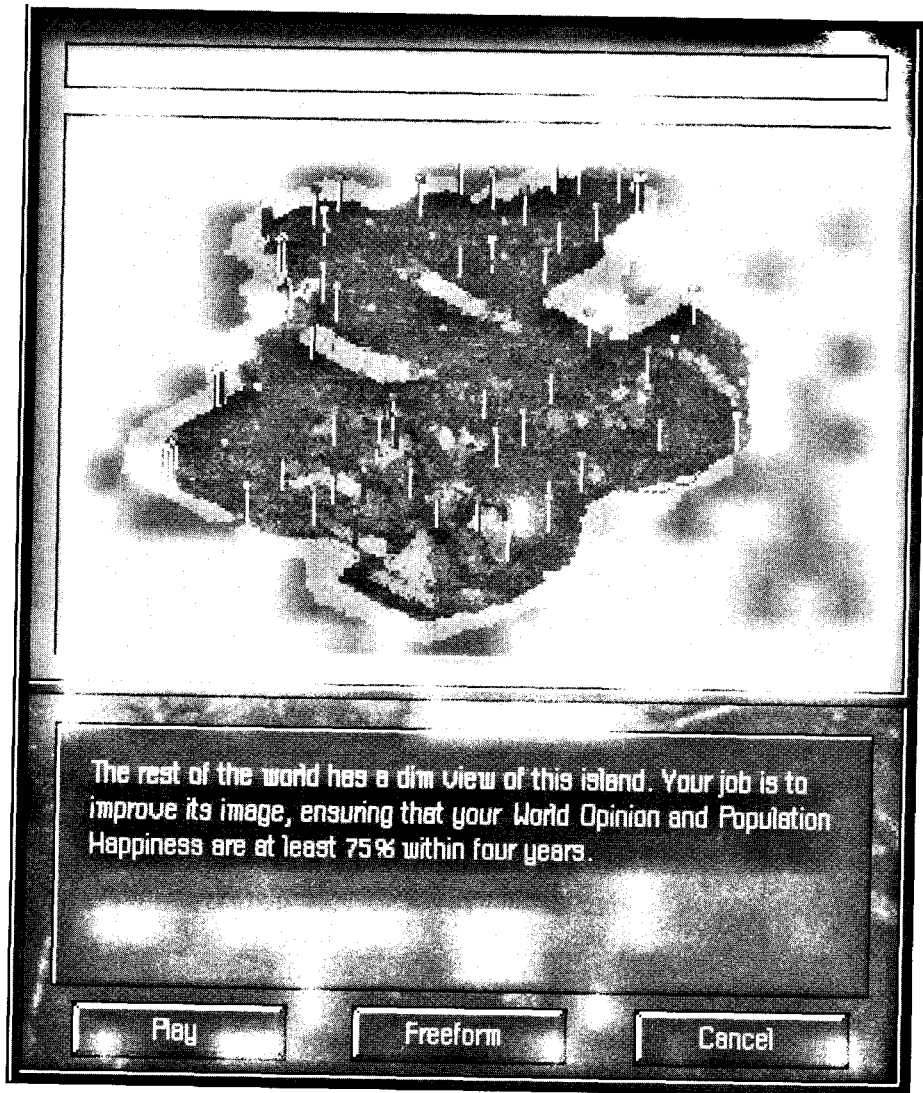 The rest of the world has a dim view of this island. Your job is to
improve its image, ensuring that your World Opinion and Population
Happiness are at least 75% within four years.
Play
Freeform
Cancel